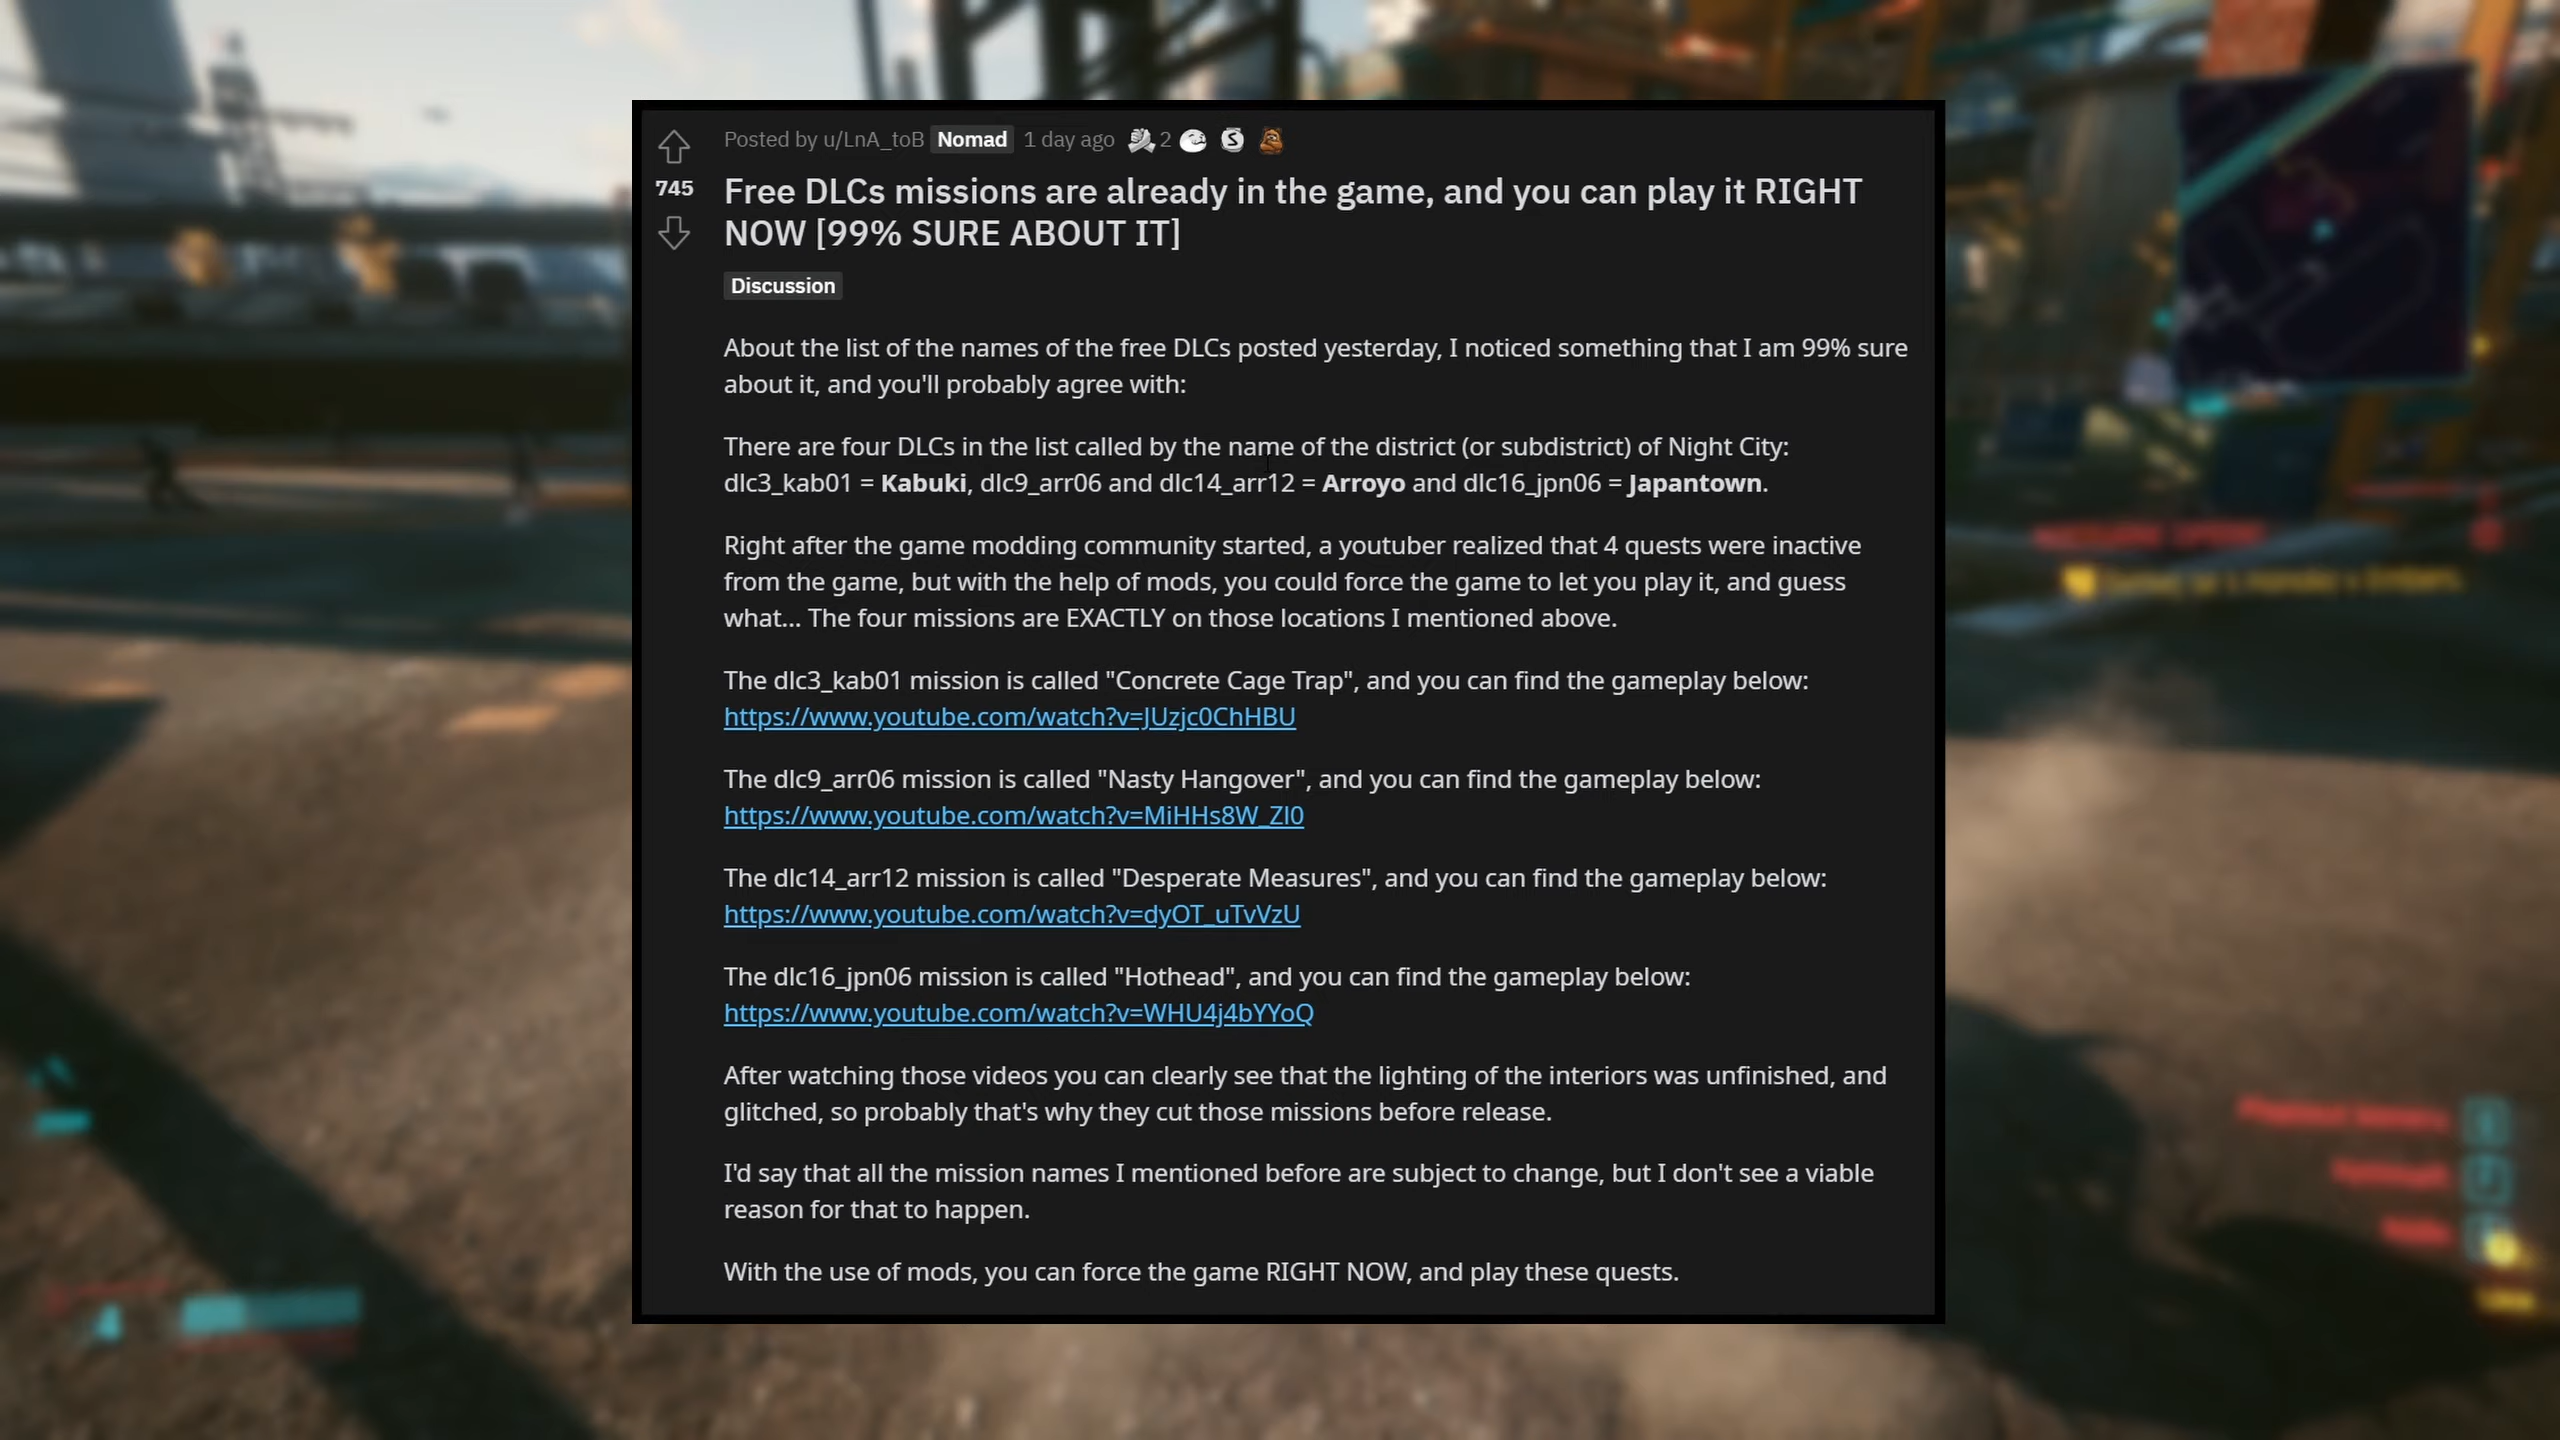 Posted by u/LnA_toB Nomad 1 day ago 2
745
Free DLCs missions are already in the game, and you can play it RIGHT
NOW [99% SURE ABOUT IT]
Discussion
About the list of the names of the free DLCs posted yesterday, I noticed something that I am 99% sure
about it, and you'll probably agree with:
There are four DLCs in the list called by the name of the district (or subdistrict) of Night City:
dlc3_kab01 = Kabuki, dlc9_arr06 and dlc14_arr12 = Arroyo and dlc16_jpn06 = Japantown.
Right after the game modding community started, a youtuber realized that 4 quests were inactive
from the game, but with the help of mods, you could force the game to let you play it, and guess
what... The four missions are EXACTLY on those locations I mentioned above.
The dlc3_kab01 mission is called "Concrete Cage Trap", and you can find the gameplay below:
https://www.youtube.com/watch?v=JUzjc0ChHBU
The dlc9_arr06 mission is called "Nasty Hangover", and you can find the gameplay below:
https://www.youtube.com/watch?v=MiHHs8W_Zl0
The dlc14_arr12 mission is called "Desperate Measures", and you can find the gameplay below:
https://www.youtube.com/watch?v=dyOT_uTvVzU
The dlc16_jpn06 mission is called "Hothead", and you can find the gameplay below:
https://www.youtube.com/watch?v=WHU4j4bYYoQ
After watching those videos you can clearly see that the lighting of the interiors was unfinished, and
glitched, so probably that's why they cut those missions before release.
I'd say that all the mission names I mentioned before are subject to change, but I don't see a viable
reason for that to happen.
With the use of mods, you can force the game RIGHT NOW, and play these quests.